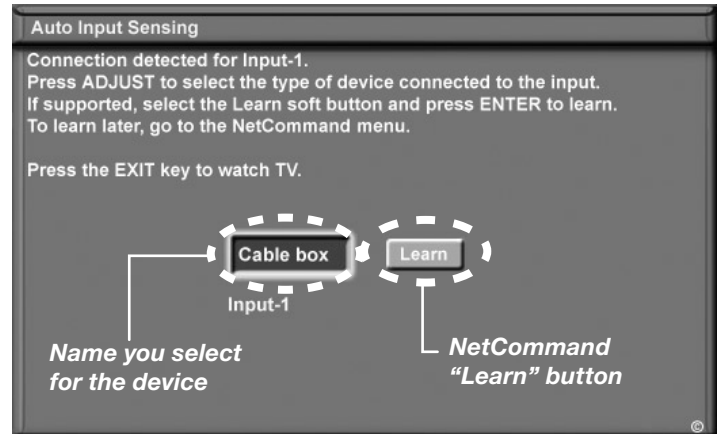 Auto Input Sensing
Connection detected for Input-1.
Press ADJUST to select the type of device connected to the input.
If supported, select the Learn soft button and press ENTER to learn.
To learn later, go to the NetCommand menu.
Press the EXIT key to watch TV.
Cable box
Learn
Input-1
Name you select
for the device
NetCommand
“Learn” button
©